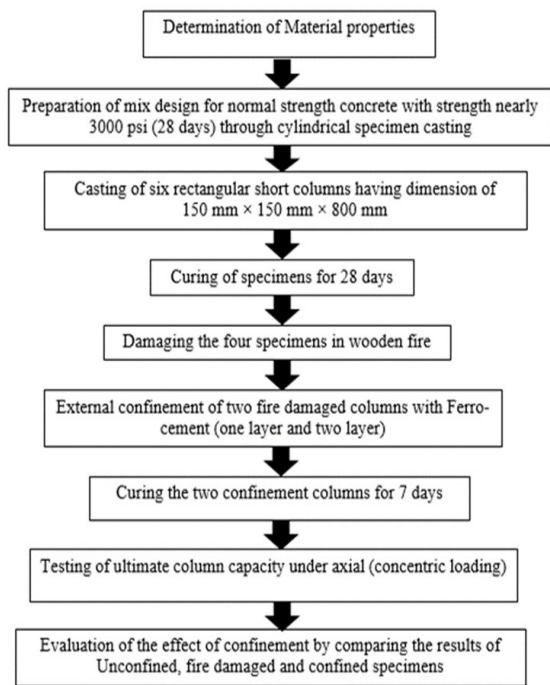 Determination of Material properties
Preparation of mix design for normal strength concrete with strength nearly
3000 psi (28 days) through cylindrical specimen casting
Casting of six rectangular short columns having dimension of
150 mm × 150 mm × 800 mm
Curing of specimens for 28 days
Damaging the four specimens in wooden fire
External confinement of two fire damaged columns with Ferro-
cement (one layer and two layer)
Curing the two confinement columns for 7 days
Testing of ultimate column capacity under axial (concentric loading)
Evaluation of the effect of confinement by comparing the results of
Unconfined, fire damaged and confined specimens